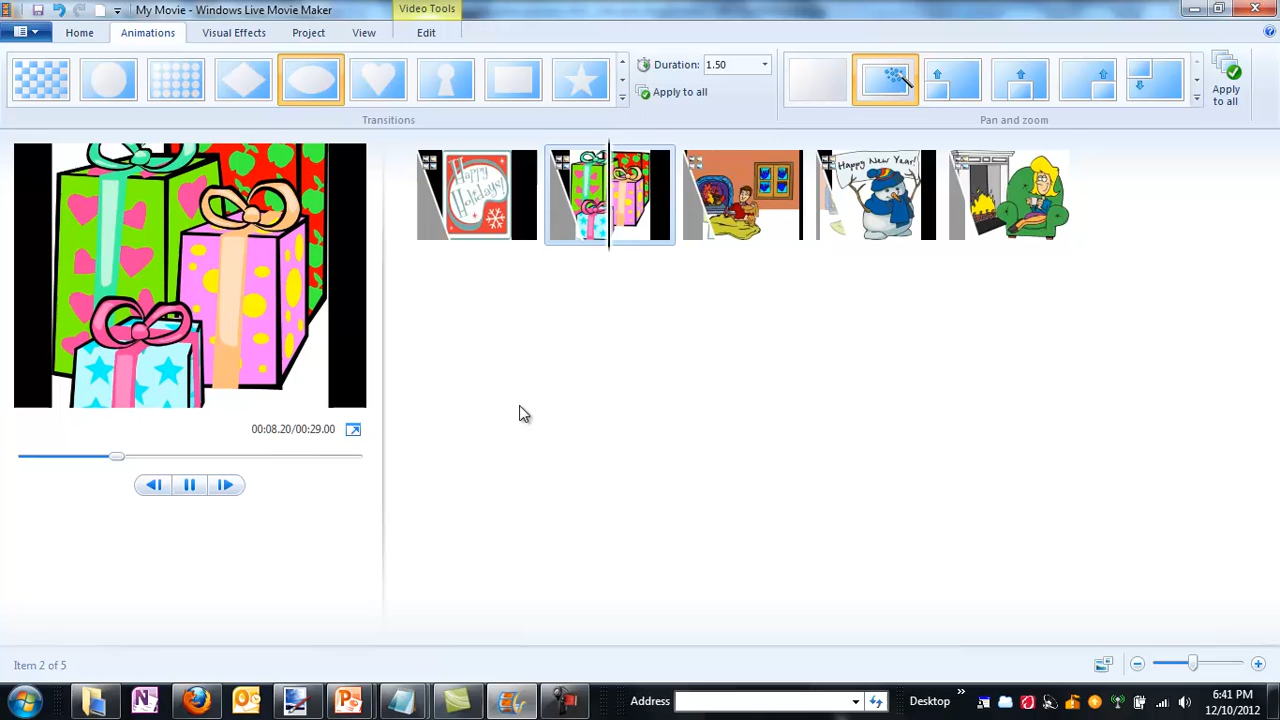 My Movie - Windows Live Movie Maker
Video Tools
Home
Animations
Visual Effects
Project
View
Edit
Duration:
1.50
Apply to all
Apply to all
Transitions
Pan and zoom
Happy Holidays!
Happy New Year!
00:08.20/00:29.00
Item 2 of 5
Address
Desktop
6:41 PM
12/10/2012